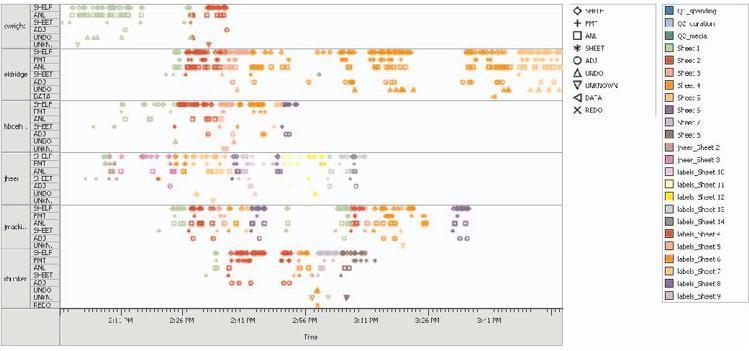 SHELF
ANL
SHEET
ADJ
UNDO
UNKN..
cwright
SHELF
FMT
ANL
SHEET
ADJ
UNDO
DATA
eldridge
SHELF
FMT
ANL
SHEET
ADJ
UNDO
UNKN..
SHELF
FMT
ANL
SHEET
ADJ
UNDO
UNKN..
jheer
SHELF
FMT
ANL
SHEET
ADJ
UNKN..
SHELF
FMT
ANL
SHEET
ADJ
UNDO
UNKN..
REDO
2:11 PM 2:26 PM 2:41 PM 2:56 PM 3:11 PM 3:26 PM 3:41 PM
Time
SHELF
FMT
ANL
SHEET
ADJ
UNDO
UNKNOWN
DATA
REDO
Q1_spending
Q2_duration
Q2_media
Sheet 1
Sheet 2
Sheet 3
Sheet 4
Sheet 5
Sheet 6
Sheet 7
Sheet 8
jheer_Sheet 2
jheer_Sheet 3
labels_Sheet 10
labels_Sheet 11
labels_Sheet 12
labels_Sheet 13
labels_Sheet 14
labels_Sheet 4
labels_Sheet 5
labels_Sheet 6
labels_Sheet 7
labels_Sheet 8
labels_Sheet 9